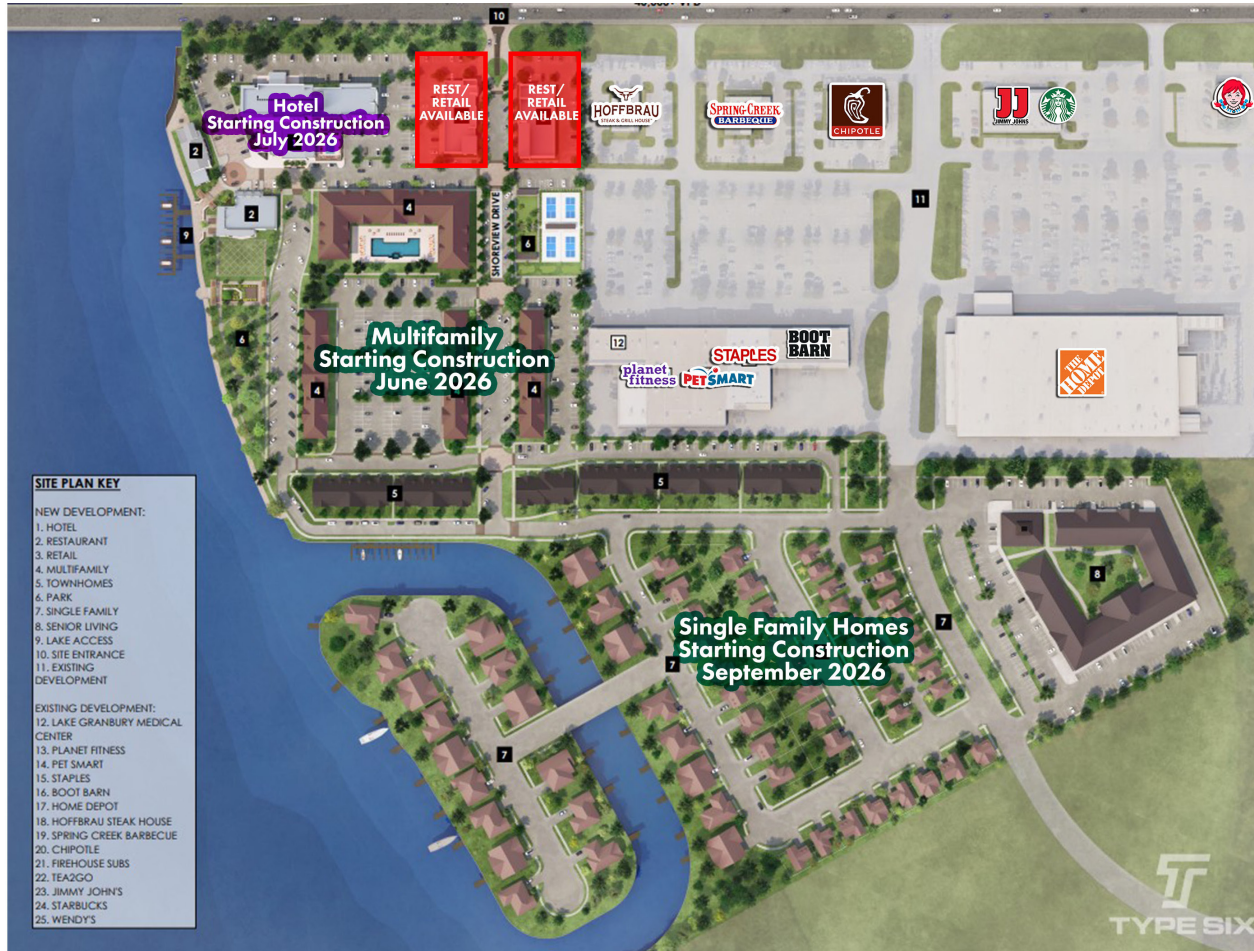 10
REST/
RETAIL
AVAILABLE
REST/
RETAIL
AVAILABLE
Hotel
Starting Construction
July 2026
HOFFBRAU
STEAK & GRILL HOUSE
SPRING CREEK
BARBEQUE
CHIPOTLE
JJ
JIMMY JOHNS
2
2
4
9
6
SHOREVIEW DRIVE
6
11
Multifamily
Starting Construction
June 2026
4
4
12
planet
fitness
PETSMART
STAPLES
BOOT
BARN
THE
HOME
DEPOT
5
5
8
7
Single Family Homes
Starting Construction
September 2026
7
7
SITE PLAN KEY
NEW DEVELOPMENT:
1. HOTEL
2. RESTAURANT
3. RETAIL
4. MULTIFAMILY
5. TOWNHOMES
6. PARK
7. SINGLE FAMILY
8. SENIOR LIVING
9. LAKE ACCESS
10. SITE ENTRANCE
11. EXISTING
DEVELOPMENT
EXISTING DEVELOPMENT:
12. LAKE GRANBURY MEDICAL
CENTER
13. PLANET FITNESS
14. PET SMART
15. STAPLES
16. BOOT BARN
17. HOME DEPOT
18. HOFFBRAU STEAK HOUSE
19. SPRING CREEK BARBECUE
20. CHIPOTLE
21. FIREHOUSE SUBS
22. TEA2GO
23. JIMMY JOHN'S
24. STARBUCKS
25. WENDY'S
TYPE SIX